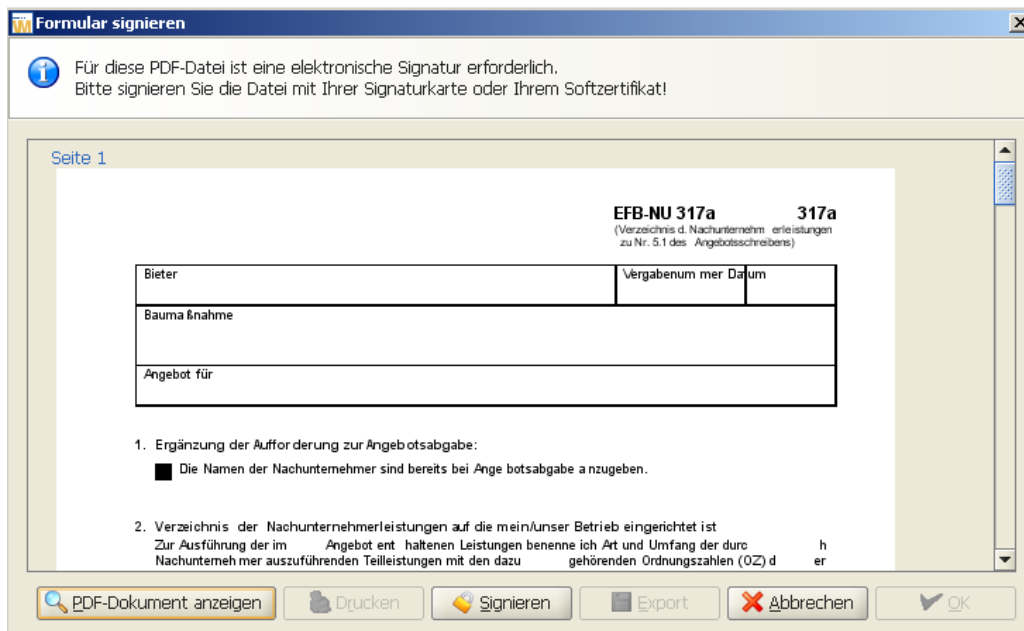 Formular signieren
Für diese PDF-Datei ist eine elektronische Signatur erforderlich.
Bitte signieren Sie die Datei mit Ihrer Signaturkarte oder Ihrem Softzertifikat!
Seite 1
EFB-NU 317a 317a
(Verzeichnis d. Nachunternehm erleistungen
zu Nr. 5.1 des Angebotsschreibens)
Bieter Vergabenum mer Datum
Bauma ßnahme
Angebot für
1. Ergänzung der Aufforderung zur Angebotsabgabe:
Die Namen der Nachunternehmer sind bereits bei Ange botsabgabe a nzugeben.
2. Verzeichnis der Nachunternehmerleistungen auf die mein/unser Betrieb eingerichtet ist
Zur Ausführung der im Angebot ent haltenen Leistungen benenne ich Art und Umfang der durc h
Nachunterneh mer auszuführenden Teilleistungen mit den dazu gehörenden Ordnungszahlen (OZ) d er
PDF-Dokument anzeigen Drucken Signieren Export Abbrechen OK